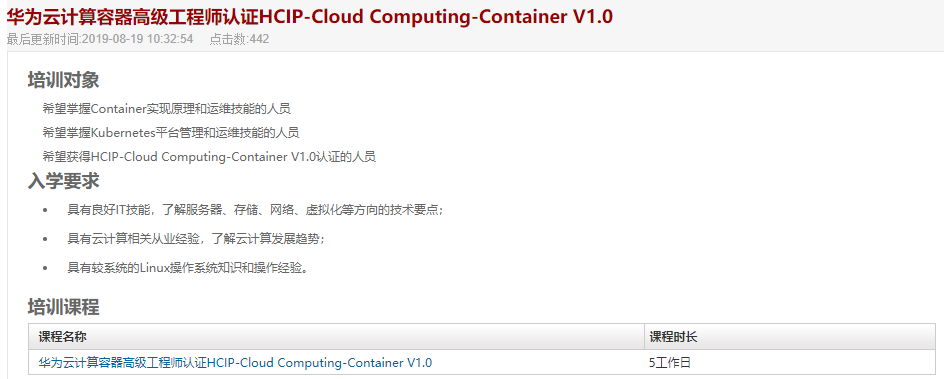 华为云计算容器高级工程师认证HCIP-Cloud Computing-Container V1.0
最后更新时间:2019-08-19 10:32:54 点击数:442
培训对象
希望掌握Container实现原理和运维技能的人员
希望掌握Kubernetes平台管理和运维技能的人员
希望获得HCIP-Cloud Computing-Container V1.0认证的人员
入学要求
• 具有良好IT技能，了解服务器、存储、网络、虚拟化等方向的技术要点；
• 具有云计算相关从业经验，了解云计算发展趋势；
• 具有较系统的Linux操作系统知识和操作经验。
培训课程
课程名称 课程时长
华为云计算容器高级工程师认证HCIP-Cloud Computing-Container V1.0 5工作日